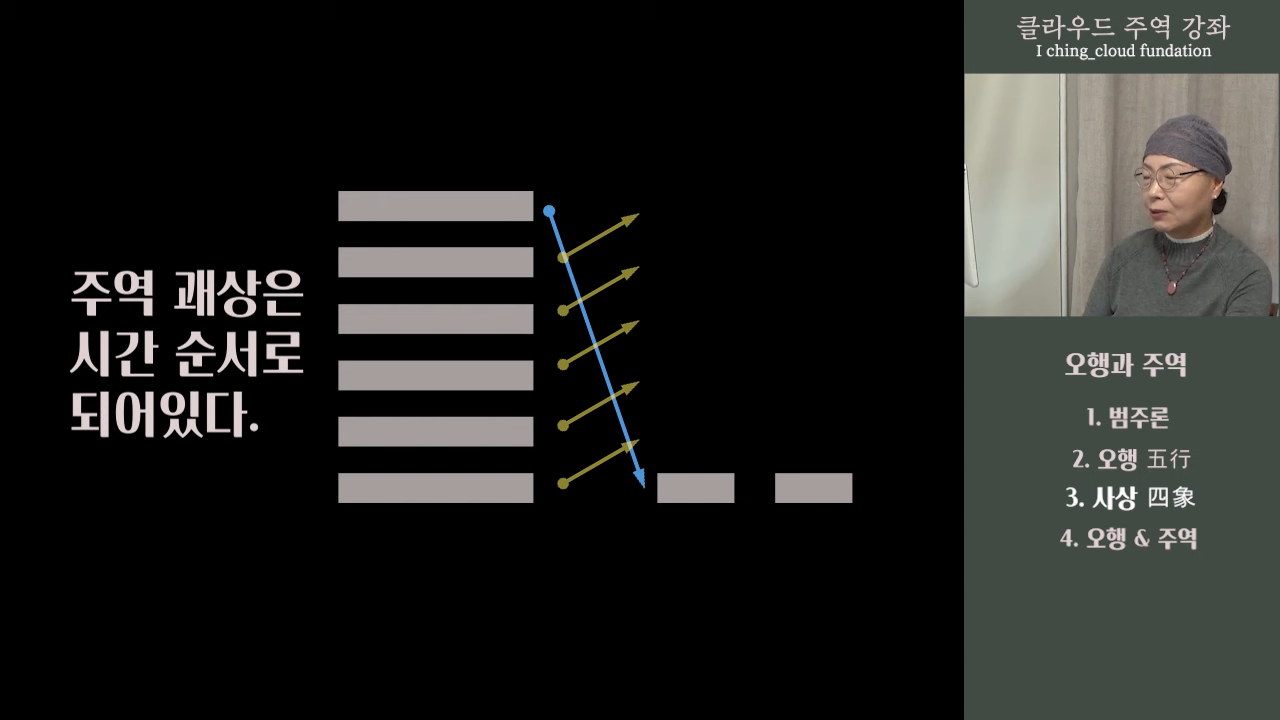 주역 괘상은
시간 순서로
되어있다.
클라우드 주역 강좌
I ching_cloud fundation
오행과 주역
1. 범주론
2. 오행 五行
3. 사상 四象
4. 오행 & 주역